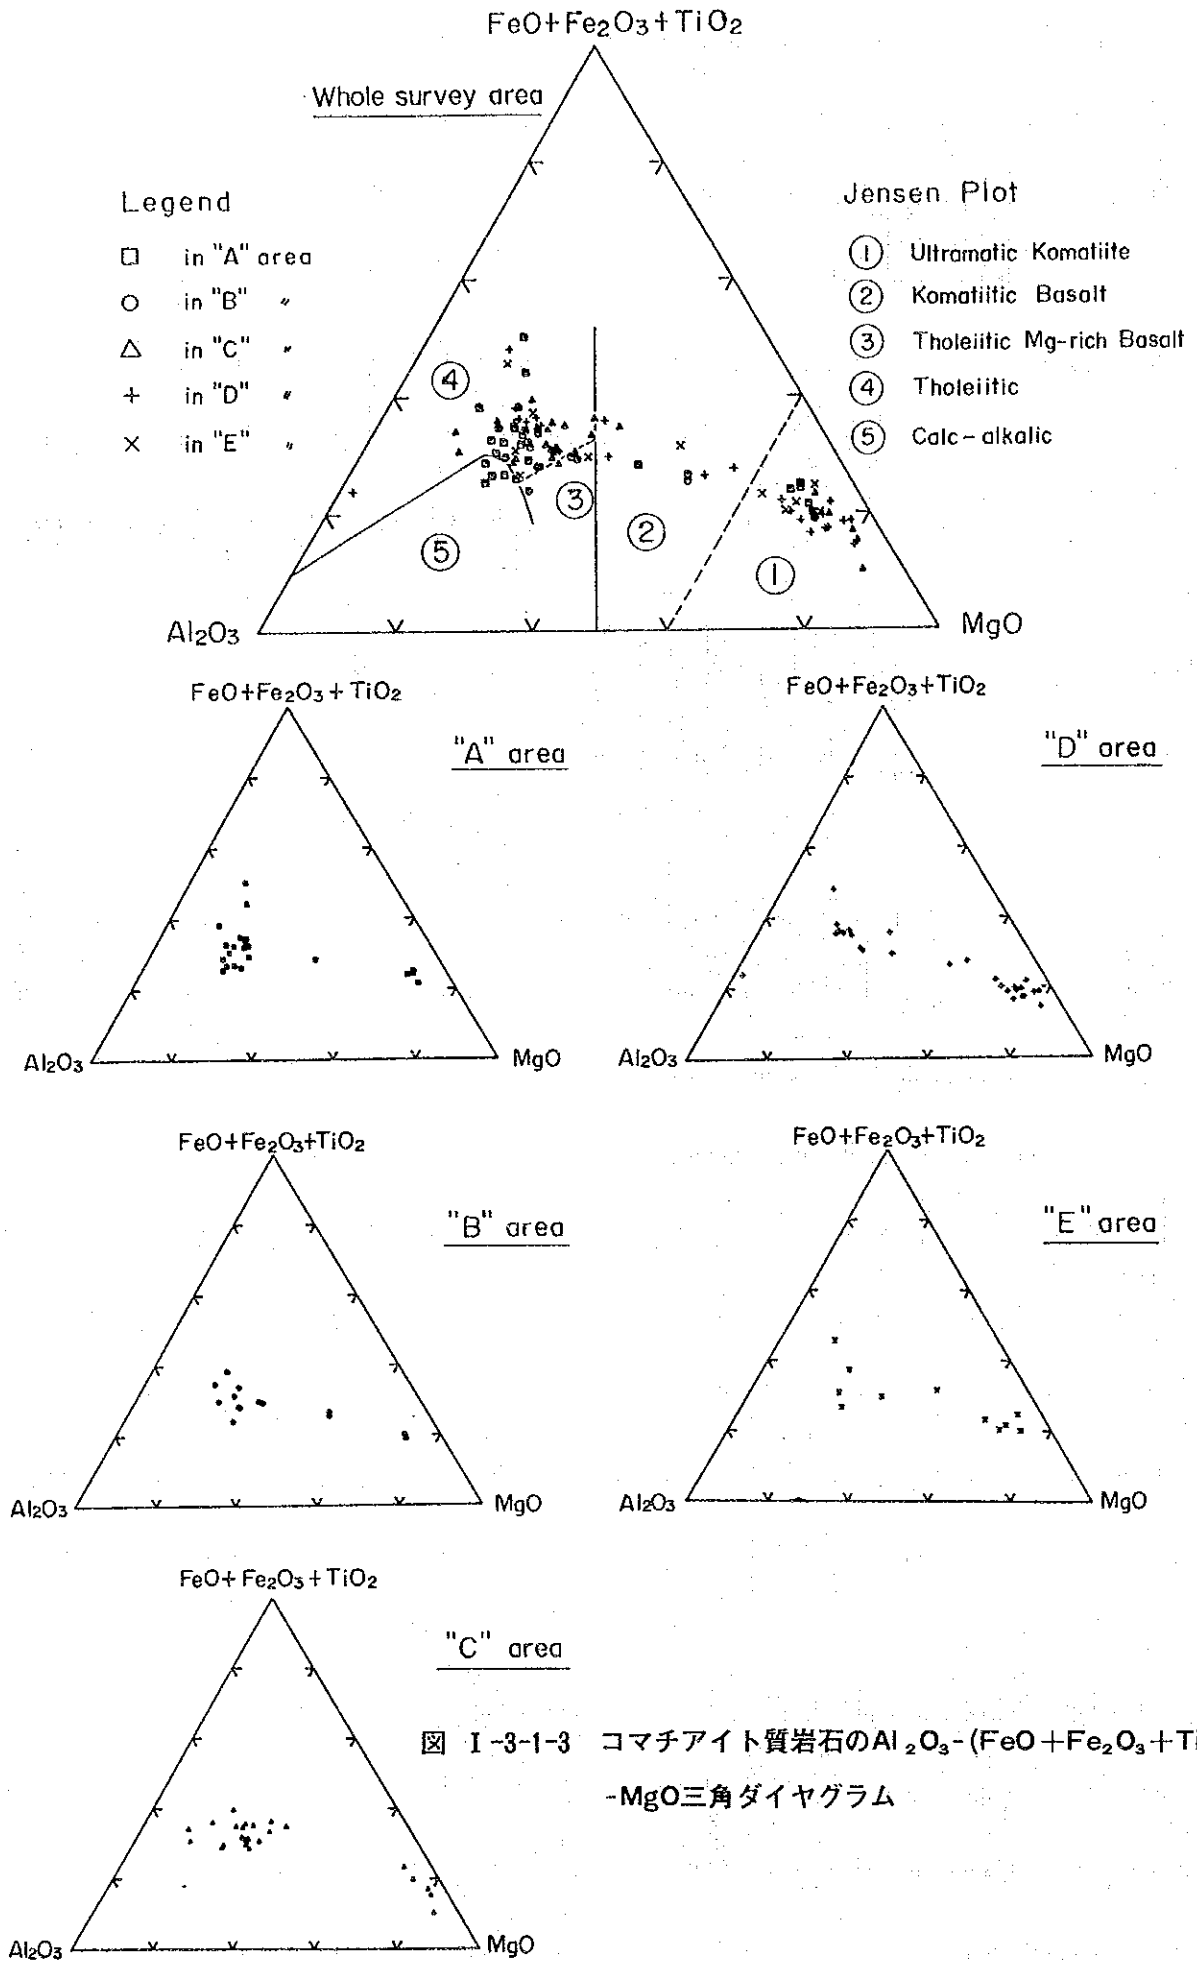 FeO+Fe₂O₃+TiO₂
Whole survey area
Legend
in "A" area
in "B" 〃
in "C" 〃
in "D" 〃
in "E" 〃
Jensen Plot
① Ultramatic Komatiite
② Komatiitic Basalt
③ Tholeiitic Mg-rich Basalt
④ Tholeiitic
⑤ Calc-alkalic
④
③
②
⑤
①
Al₂O₃
MgO
FeO+Fe₂O₃+TiO₂
"A" area
Al₂O₃
MgO
FeO+Fe₂O₃+TiO₂
"D" area
Al₂O₃
MgO
FeO+Fe₂O₃+TiO₂
"B" area
Al₂O₃
MgO
FeO+Fe₂O₃+TiO₂
"E" area
Al₂O₃
MgO
FeO+Fe₂O₃+TiO₂
"C" area
Al₂O₃
MgO
図 I-3-1-3 コマチアイト質岩石のAl₂O₃-(FeO+Fe₂O₃+Ti
-MgO三角ダイヤグラム